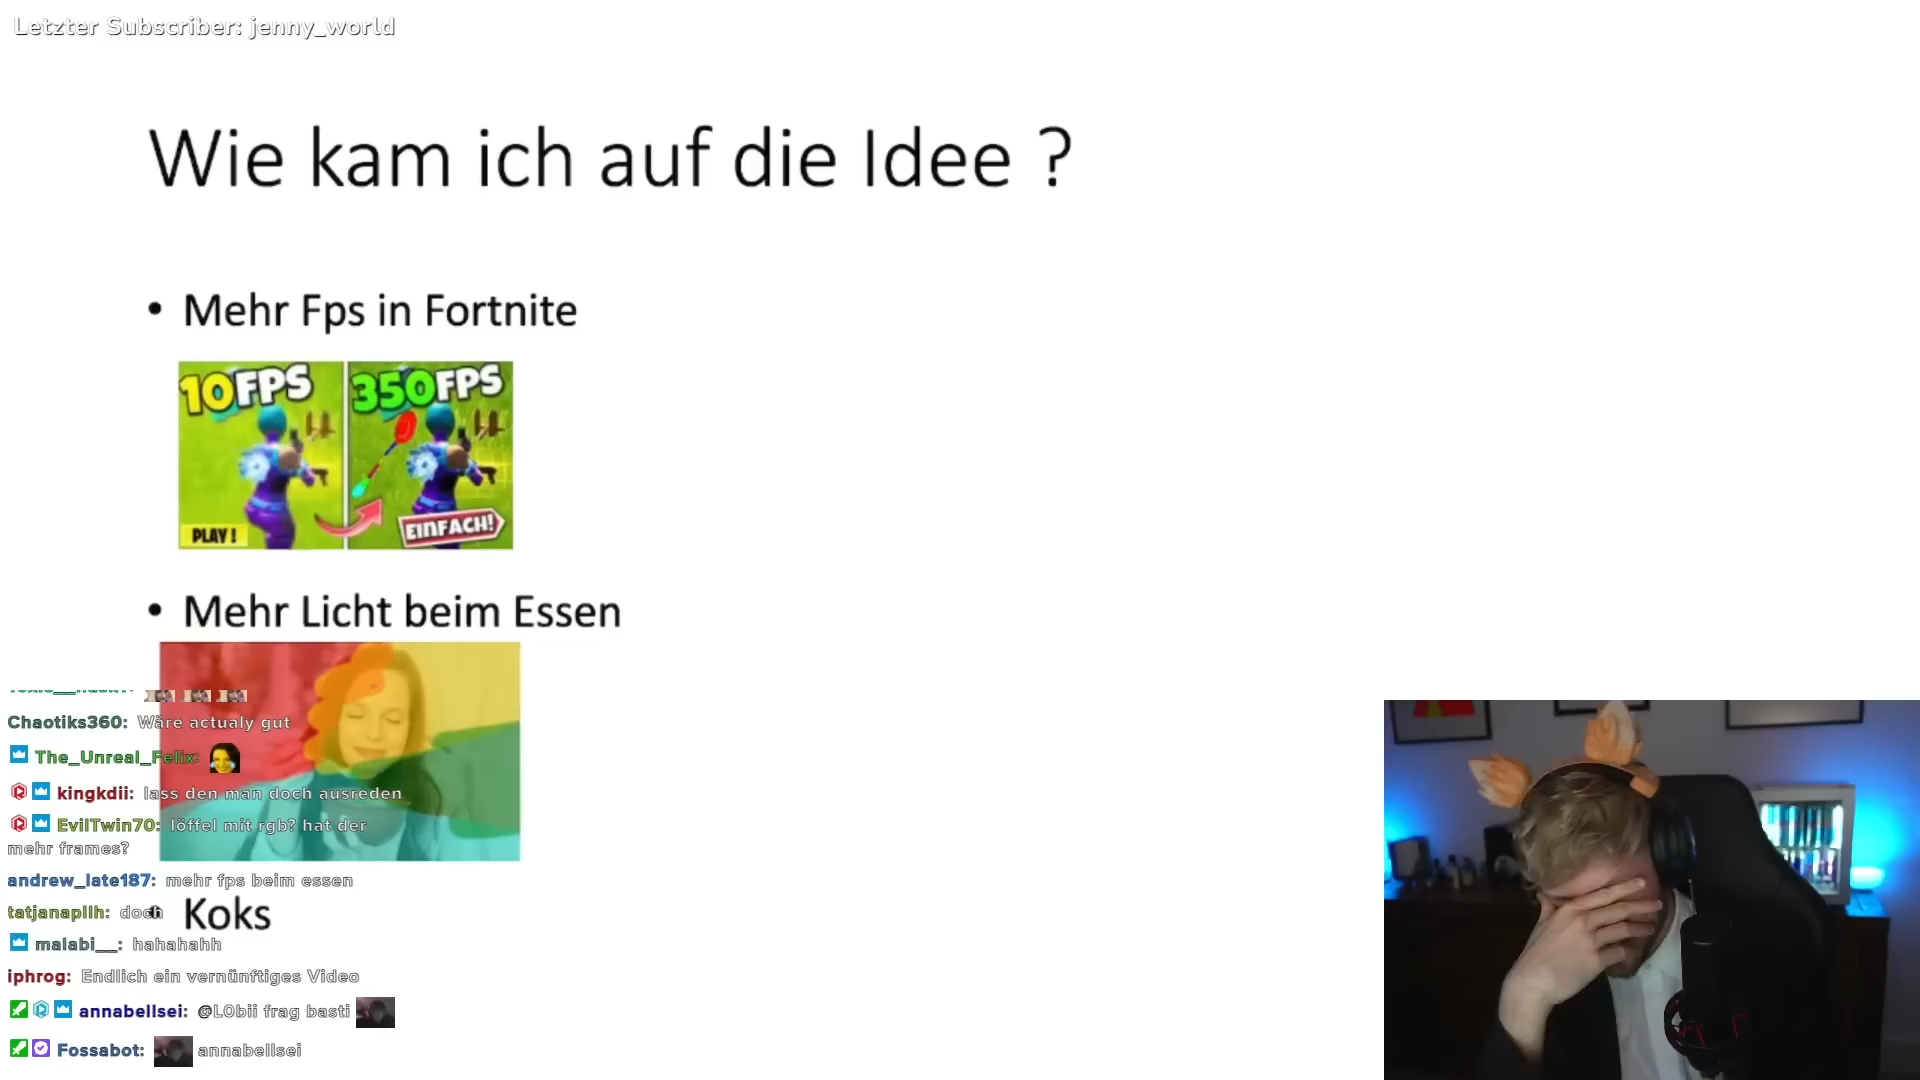 Letzter Subscriber: jenny_world
Wie kam ich auf die Idee ?
• Mehr Fps in Fortnite
10FPS
350FPS
PLAY!
EINFACH!
• Mehr Licht beim Essen
Chaotiks360: Wäre actualy gut
The_Unreal_Felix:
kingkdii: lass den man doch ausreden
EvilTwin70: löffel mit rgb? hat der
mehr frames?
andrew_late187: mehr fps beim essen
tatjanapllh: doch
• Koks
malabi__: hahahahh
iphrog: Endlich ein vernünftiges Video
annabellsei: @L0bii frag basti
Fossabot: annabellsei